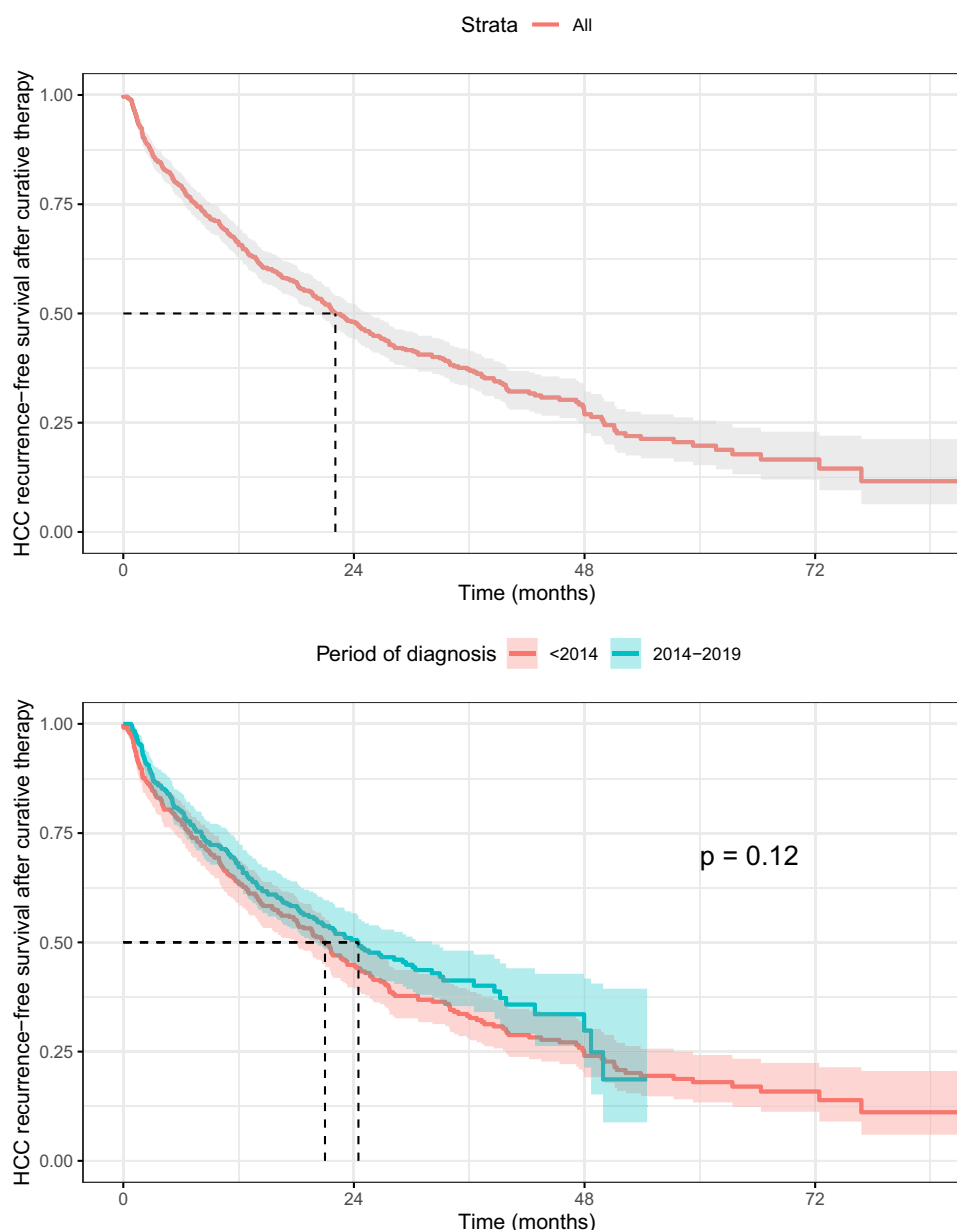 Strata All
HCC recurrence−free survival after curative therapy
1.00
0.75
0.50
0.25
0.00
0 24 48 72
Time (months)
Period of diagnosis <2014 2014−2019
HCC recurrence−free survival after curative therapy
1.00
0.75
0.50
0.25
0.00
p = 0.12
0 24 48 72
Time (months)